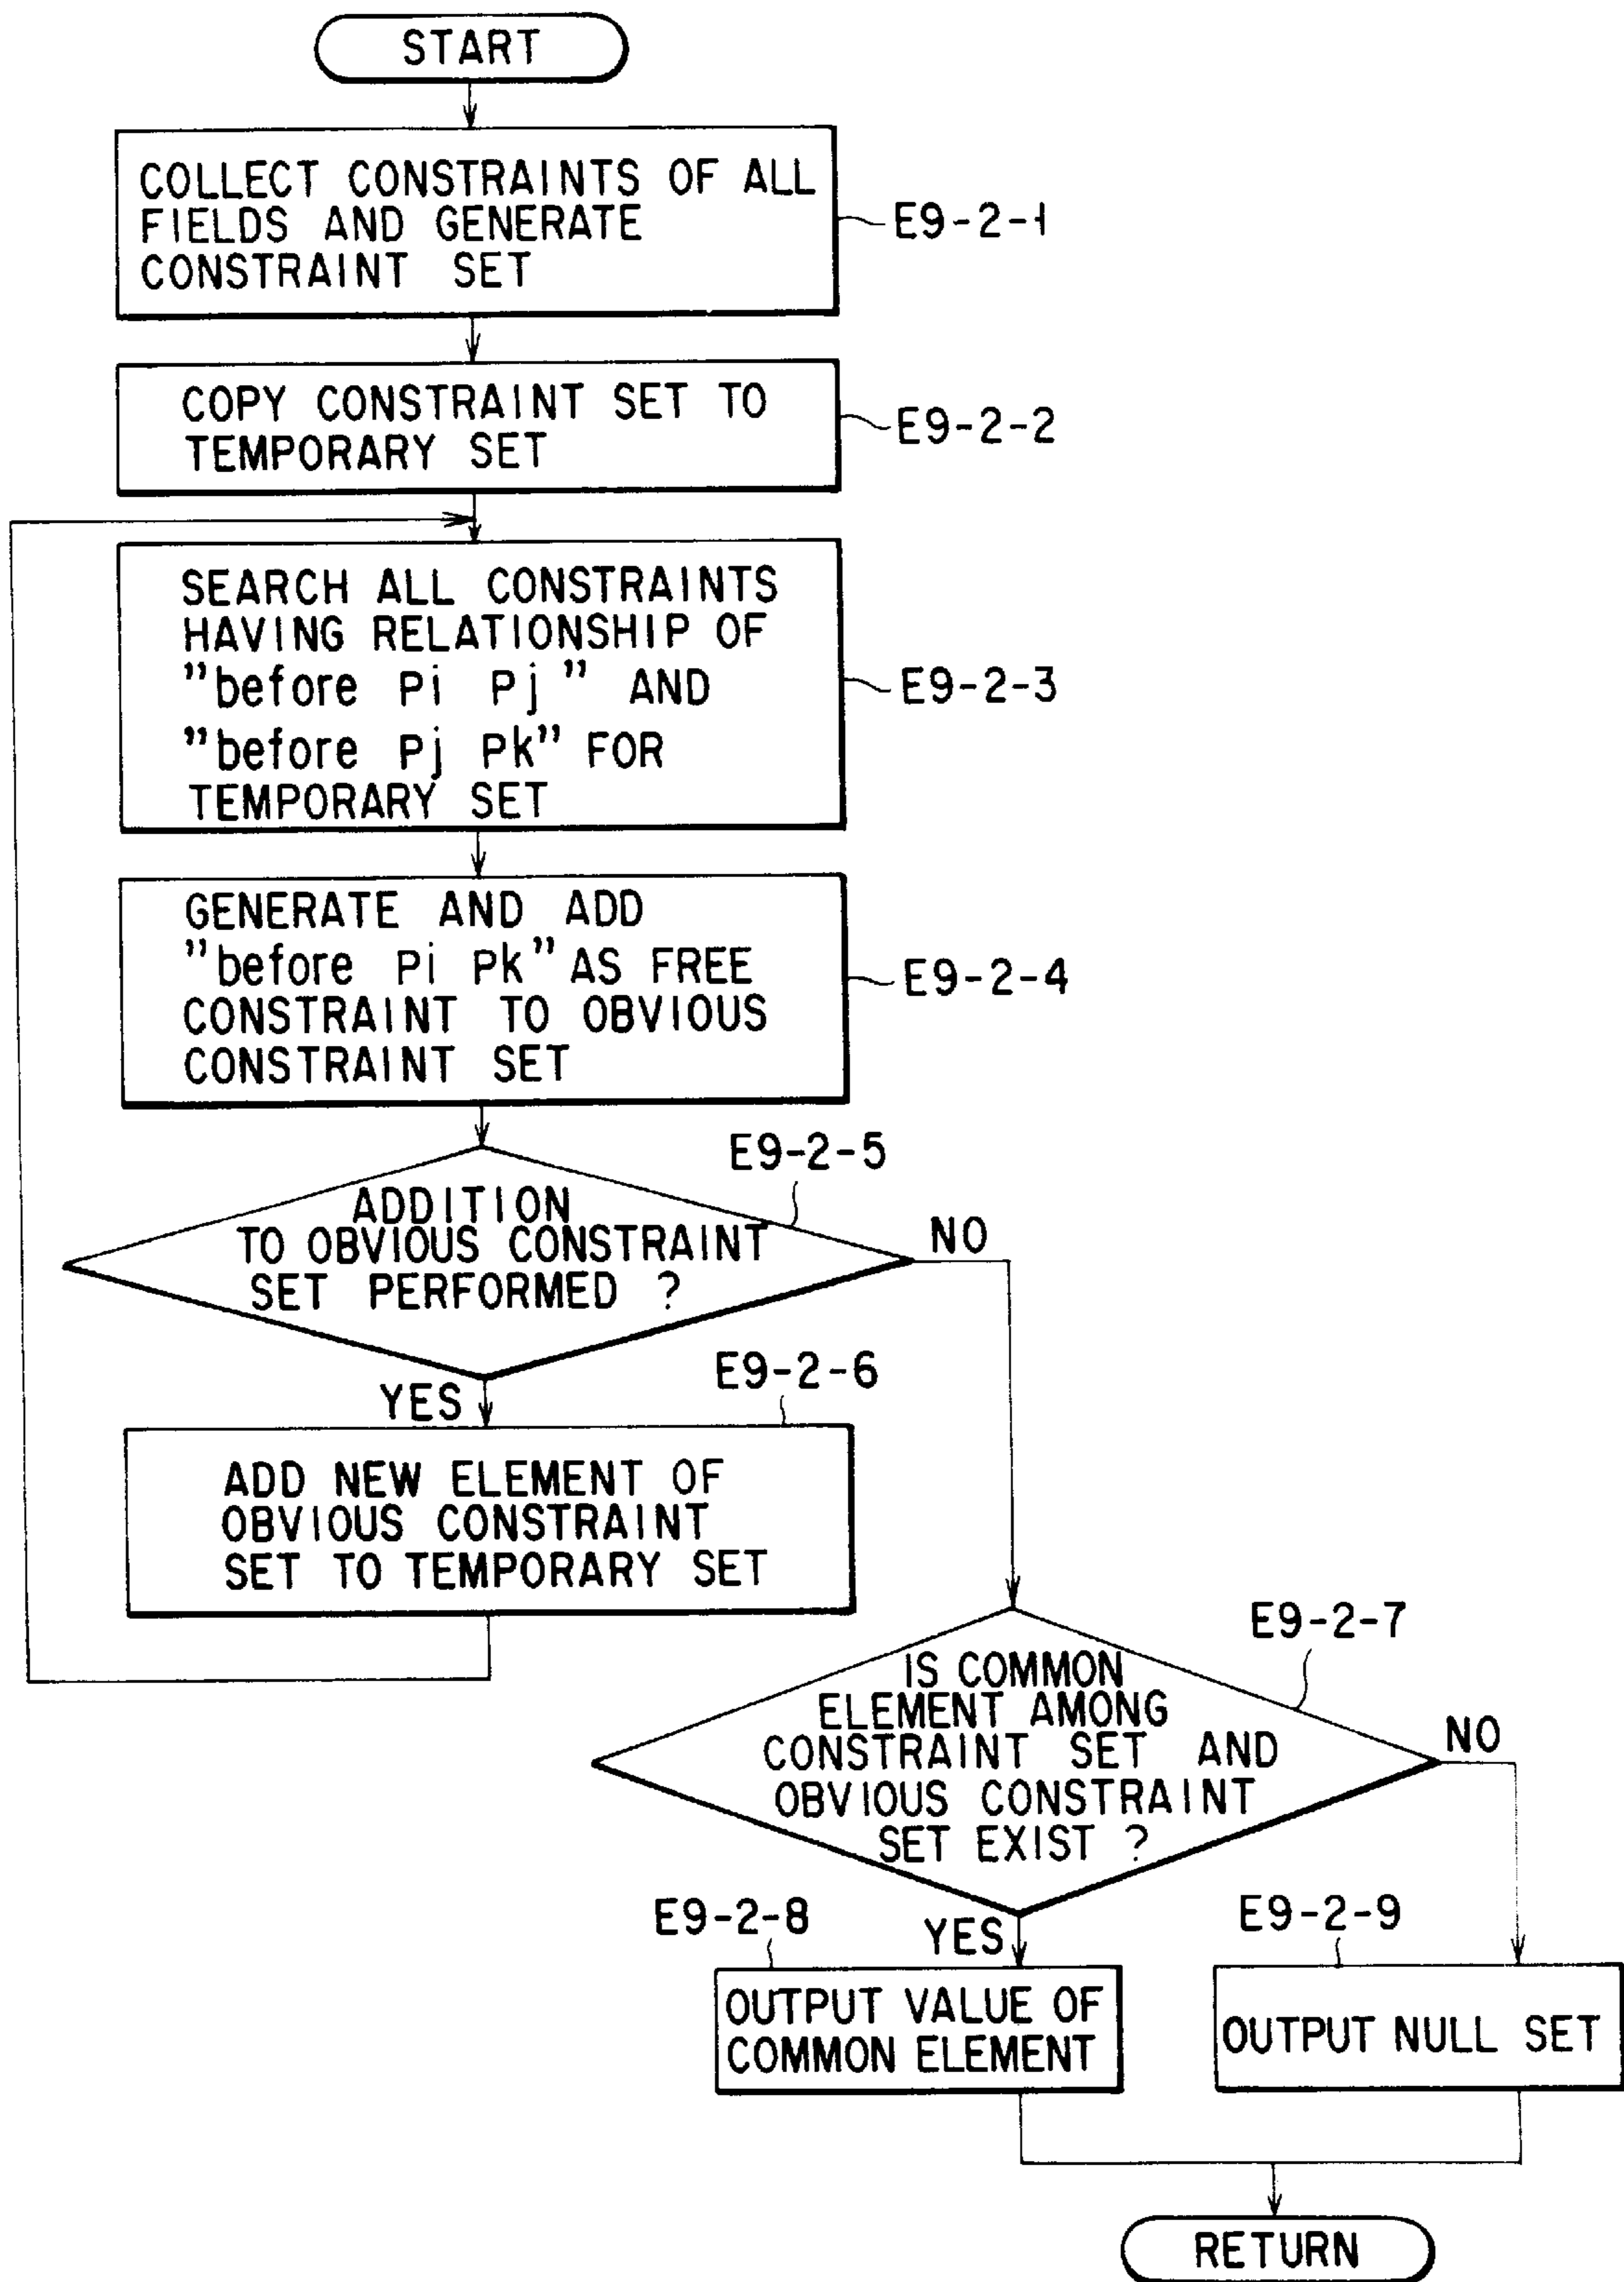 START
COLLECT CONSTRAINTS OF ALL
FIELDS AND GENERATE
CONSTRAINT SET
E9-2-1
COPY CONSTRAINT SET TO
TEMPORARY SET
E9-2-2
SEARCH ALL CONSTRAINTS
HAVING RELATIONSHIP OF
"before Pi Pj" AND
"before Pj Pk" FOR
TEMPORARY SET
E9-2-3
GENERATE AND ADD
"before Pi Pk" AS FREE
CONSTRAINT TO OBVIOUS
CONSTRAINT SET
E9-2-4
E9-2-5
ADDITION
TO OBVIOUS CONSTRAINT
SET PERFORMED ?
NO
YES
E9-2-6
ADD NEW ELEMENT OF
OBVIOUS CONSTRAINT
SET TO TEMPORARY SET
E9-2-7
IS COMMON
ELEMENT AMONG
CONSTRAINT SET AND
OBVIOUS CONSTRAINT
SET EXIST ?
NO
YES
E9-2-8
OUTPUT VALUE OF
COMMON ELEMENT
E9-2-9
OUTPUT NULL SET
RETURN